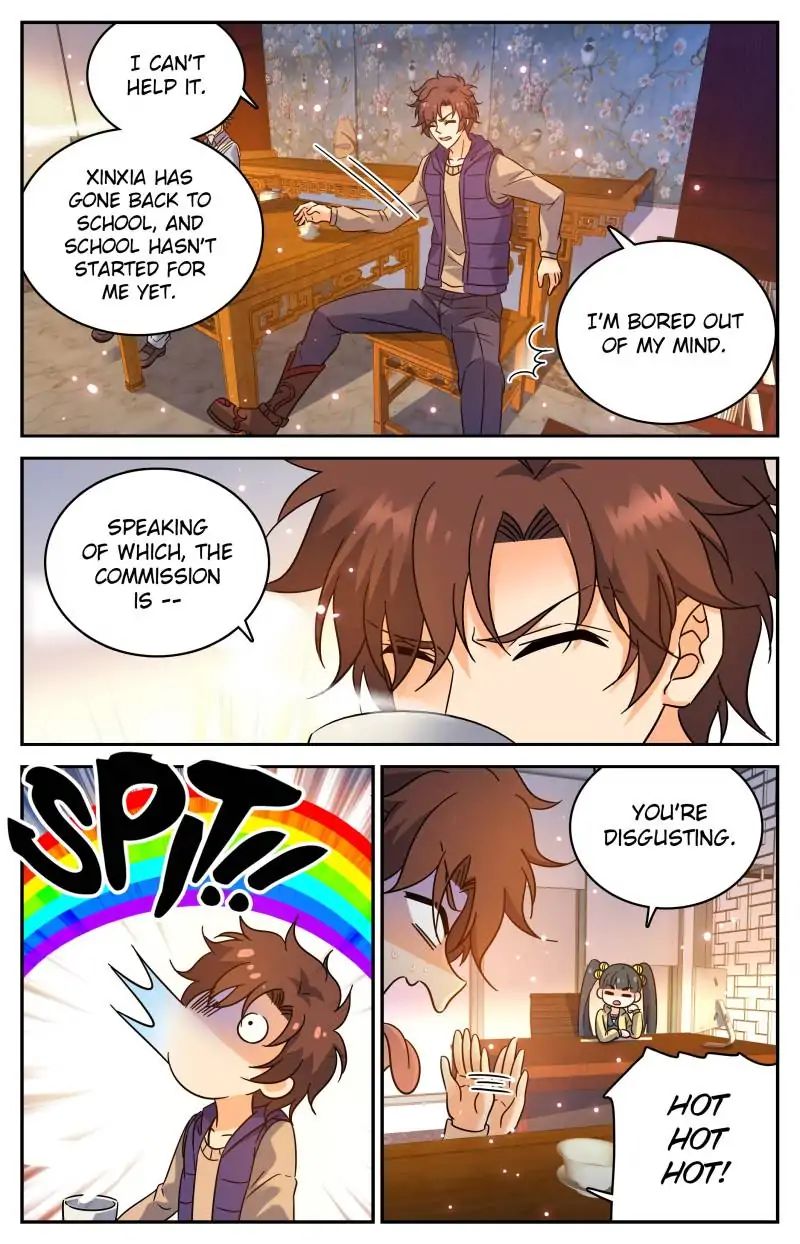 I CAN'T
HELP IT.
XINXIA HAS
GONE BACK TO
SCHOOL, AND
SCHOOL HASN'T
STARTED FOR
ME YET.
I'M BORED OUT
OF MY MIND.
SPEAKING
OF WHICH, THE
COMMISSION
IS --
SPIT!!!
YOU'RE
DISGUSTING.
HOT
HOT
HOT!